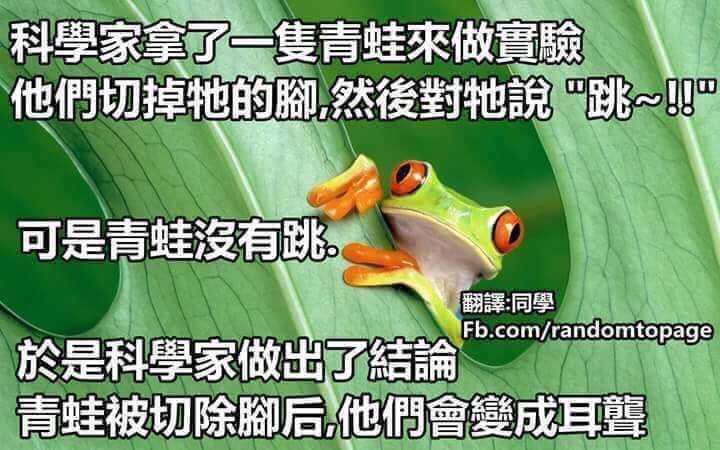 科學家拿了一隻青蛙來做實驗
他們切掉牠的腳,然後對牠說 "跳~!!"
可是青蛙沒有跳.
翻譯:同學
Fb.com/randomtopage
於是科學家做出了結論
青蛙被切除腳后,他們會變成耳聾